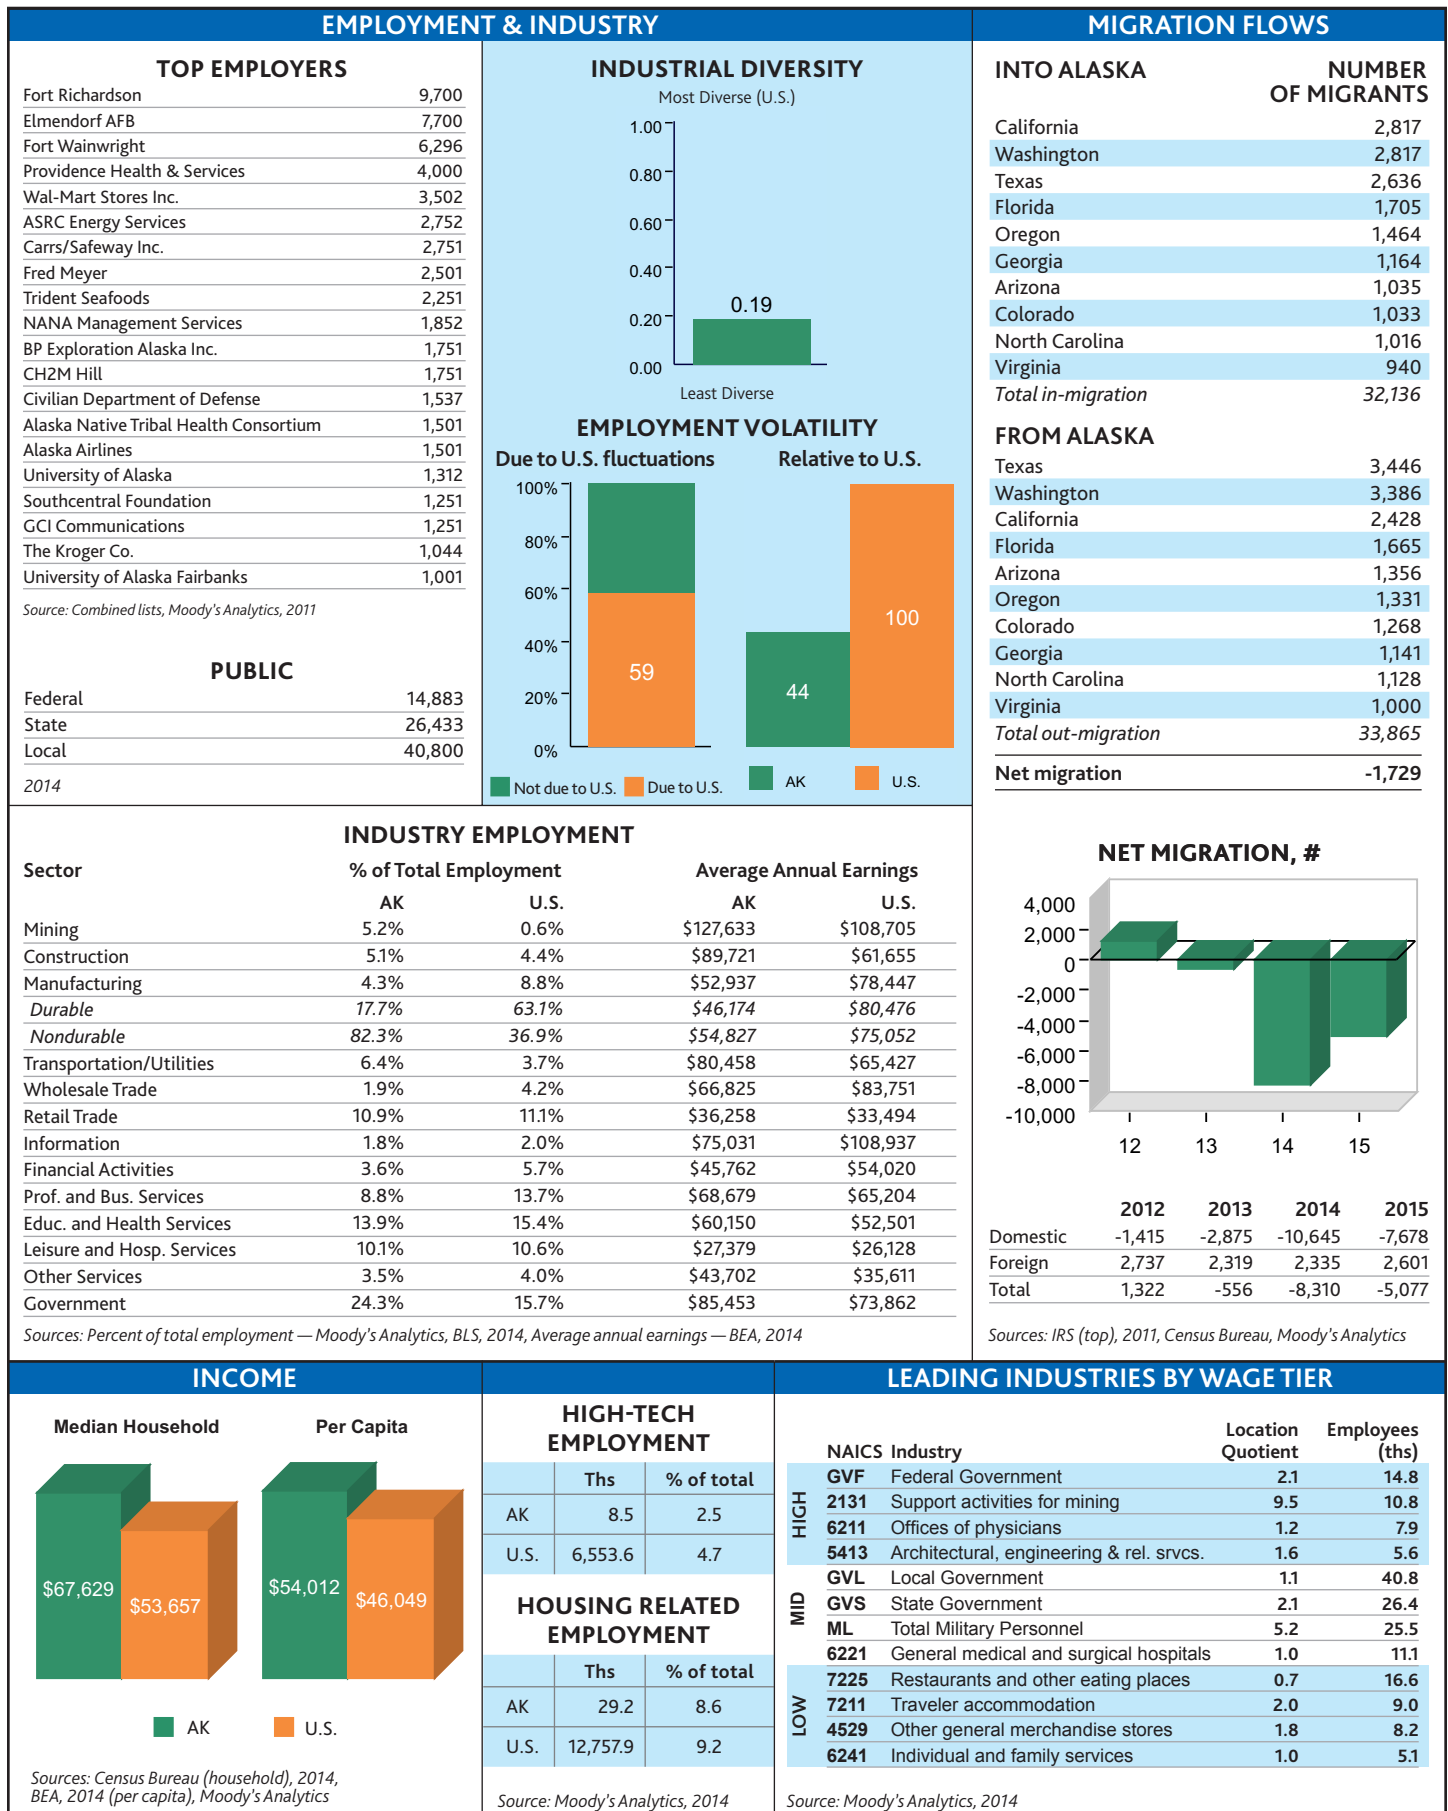 EMPLOYMENT & INDUSTRY
TOP EMPLOYERS
Fort Richardson 9,700
Elmendorf AFB 7,700
Fort Wainwright 6,296
Providence Health & Services 4,000
Wal-Mart Stores Inc. 3,502
ASRC Energy Services 2,752
Carrs/Safeway Inc. 2,751
Fred Meyer 2,501
Trident Seafoods 2,251
NANA Management Services 1,852
BP Exploration Alaska Inc. 1,751
CH2M Hill 1,751
Civilian Department of Defense 1,537
Alaska Native Tribal Health Consortium 1,501
Alaska Airlines 1,501
University of Alaska 1,312
Southcentral Foundation 1,251
GCI Communications 1,251
The Kroger Co. 1,044
University of Alaska Fairbanks 1,001
Source: Combined lists, Moody's Analytics, 2011
PUBLIC
Federal 14,883
State 26,433
Local 40,800
2014
INDUSTRIAL DIVERSITY
Most Diverse (U.S.)
1.00
0.80
0.60
0.40
0.20
0.00
0.19
Least Diverse
EMPLOYMENT VOLATILITY
Due to U.S. fluctuations Relative to U.S.
100%
80%
60%
40%
20%
0%
59
44
100
Not due to U.S. Due to U.S. AK U.S.
INDUSTRY EMPLOYMENT
Sector % of Total Employment Average Annual Earnings
AK U.S. AK U.S.
Mining 5.2% 0.6% $127,633 $108,705
Construction 5.1% 4.4% $89,721 $61,655
Manufacturing 4.3% 8.8% $52,937 $78,447
Durable 17.7% 63.1% $46,174 $80,476
Nondurable 82.3% 36.9% $54,827 $75,052
Transportation/Utilities 6.4% 3.7% $80,458 $65,427
Wholesale Trade 1.9% 4.2% $66,825 $83,751
Retail Trade 10.9% 11.1% $36,258 $33,494
Information 1.8% 2.0% $75,031 $108,937
Financial Activities 3.6% 5.7% $45,762 $54,020
Prof. and Bus. Services 8.8% 13.7% $68,679 $65,204
Educ. and Health Services 13.9% 15.4% $60,150 $52,501
Leisure and Hosp. Services 10.1% 10.6% $27,379 $26,128
Other Services 3.5% 4.0% $43,702 $35,611
Government 24.3% 15.7% $85,453 $73,862
Sources: Percent of total employment — Moody's Analytics, BLS, 2014, Average annual earnings — BEA, 2014
MIGRATION FLOWS
INTO ALASKA NUMBER
OF MIGRANTS
California 2,817
Washington 2,817
Texas 2,636
Florida 1,705
Oregon 1,464
Georgia 1,164
Arizona 1,035
Colorado 1,033
North Carolina 1,016
Virginia 940
Total in-migration 32,136
FROM ALASKA
Texas 3,446
Washington 3,386
California 2,428
Florida 1,665
Arizona 1,356
Oregon 1,331
Colorado 1,268
Georgia 1,141
North Carolina 1,128
Virginia 1,000
Total out-migration 33,865
Net migration -1,729
NET MIGRATION, #
4,000
2,000
0
-2,000
-4,000
-6,000
-8,000
-10,000
12 13 14 15
2012 2013 2014 2015
Domestic -1,415 -2,875 -10,645 -7,678
Foreign 2,737 2,319 2,335 2,601
Total 1,322 -556 -8,310 -5,077
Sources: IRS (top), 2011, Census Bureau, Moody's Analytics
INCOME
Median Household Per Capita
$67,629 $53,657 $54,012 $46,049
AK U.S.
Sources: Census Bureau (household), 2014,
BEA, 2014 (per capita), Moody's Analytics
HIGH-TECH
EMPLOYMENT
Ths % of total
AK 8.5 2.5
U.S. 6,553.6 4.7
HOUSING RELATED
EMPLOYMENT
Ths % of total
AK 29.2 8.6
U.S. 12,757.9 9.2
Source: Moody's Analytics, 2014
LEADING INDUSTRIES BY WAGE TIER
Location Employees
NAICS Industry Quotient (ths)
HIGH
GVF Federal Government 2.1 14.8
2131 Support activities for mining 9.5 10.8
6211 Offices of physicians 1.2 7.9
5413 Architectural, engineering & rel. srvcs. 1.6 5.6
MID
GVL Local Government 1.1 40.8
GVS State Government 2.1 26.4
ML Total Military Personnel 5.2 25.5
6221 General medical and surgical hospitals 1.0 11.1
LOW
7225 Restaurants and other eating places 0.7 16.6
7211 Traveler accommodation 2.0 9.0
4529 Other general merchandise stores 1.8 8.2
6241 Individual and family services 1.0 5.1
Source: Moody's Analytics, 2014